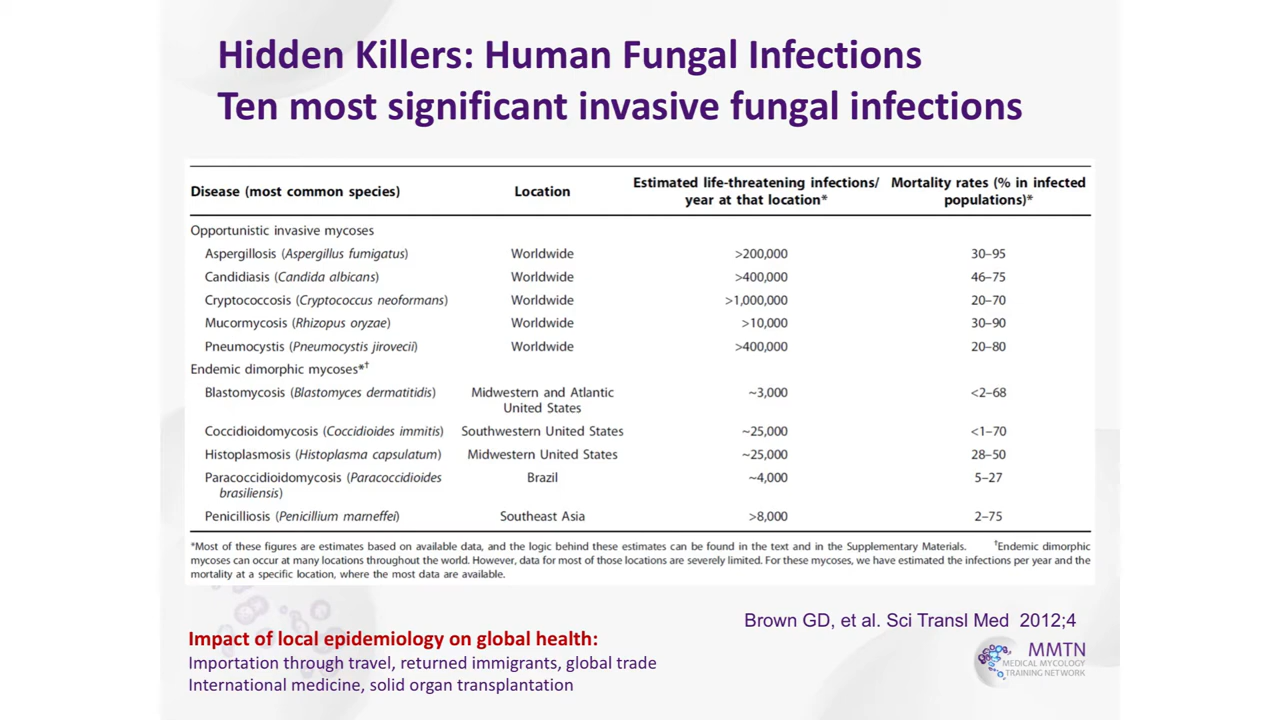 Hidden Killers: Human Fungal Infections
Ten most significant invasive fungal infections
Disease (most common species) Location Estimated life-threatening infections/ year at that location* Mortality rates (% in infected populations)*
Opportunistic invasive mycoses
Aspergillosis (Aspergillus fumigatus) Worldwide >200,000 30–95
Candidiasis (Candida albicans) Worldwide >400,000 46–75
Cryptococcosis (Cryptococcus neoformans) Worldwide >1,000,000 20–70
Mucormycosis (Rhizopus oryzae) Worldwide >10,000 30–90
Pneumocystis (Pneumocystis jirovecii) Worldwide >400,000 20–80
Endemic dimorphic mycoses*†
Blastomycosis (Blastomyces dermatitidis) Midwestern and Atlantic United States ~3,000 <2–68
Coccidioidomycosis (Coccidioides immitis) Southwestern United States ~25,000 <1–70
Histoplasmosis (Histoplasma capsulatum) Midwestern United States ~25,000 28–50
Paracoccidioidomycosis (Paracoccidioides brasiliensis) Brazil ~4,000 5–27
Penicilliosis (Penicillium marneffei) Southeast Asia >8,000 2–75
*Most of these figures are estimates based on available data, and the logic behind these estimates can be found in the text and in the Supplementary Materials. †Endemic dimorphic
mycoses can occur at many locations throughout the world. However, data for most of those locations are severely limited. For these mycoses, we have estimated the infections per year and the
mortality at a specific location, where the most data are available.
Brown GD, et al. Sci Transl Med 2012;4
Impact of local epidemiology on global health:
Importation through travel, returned immigrants, global trade
International medicine, solid organ transplantation
MMTN
MEDICAL MYCOLOGY
TRAINING NETWORK